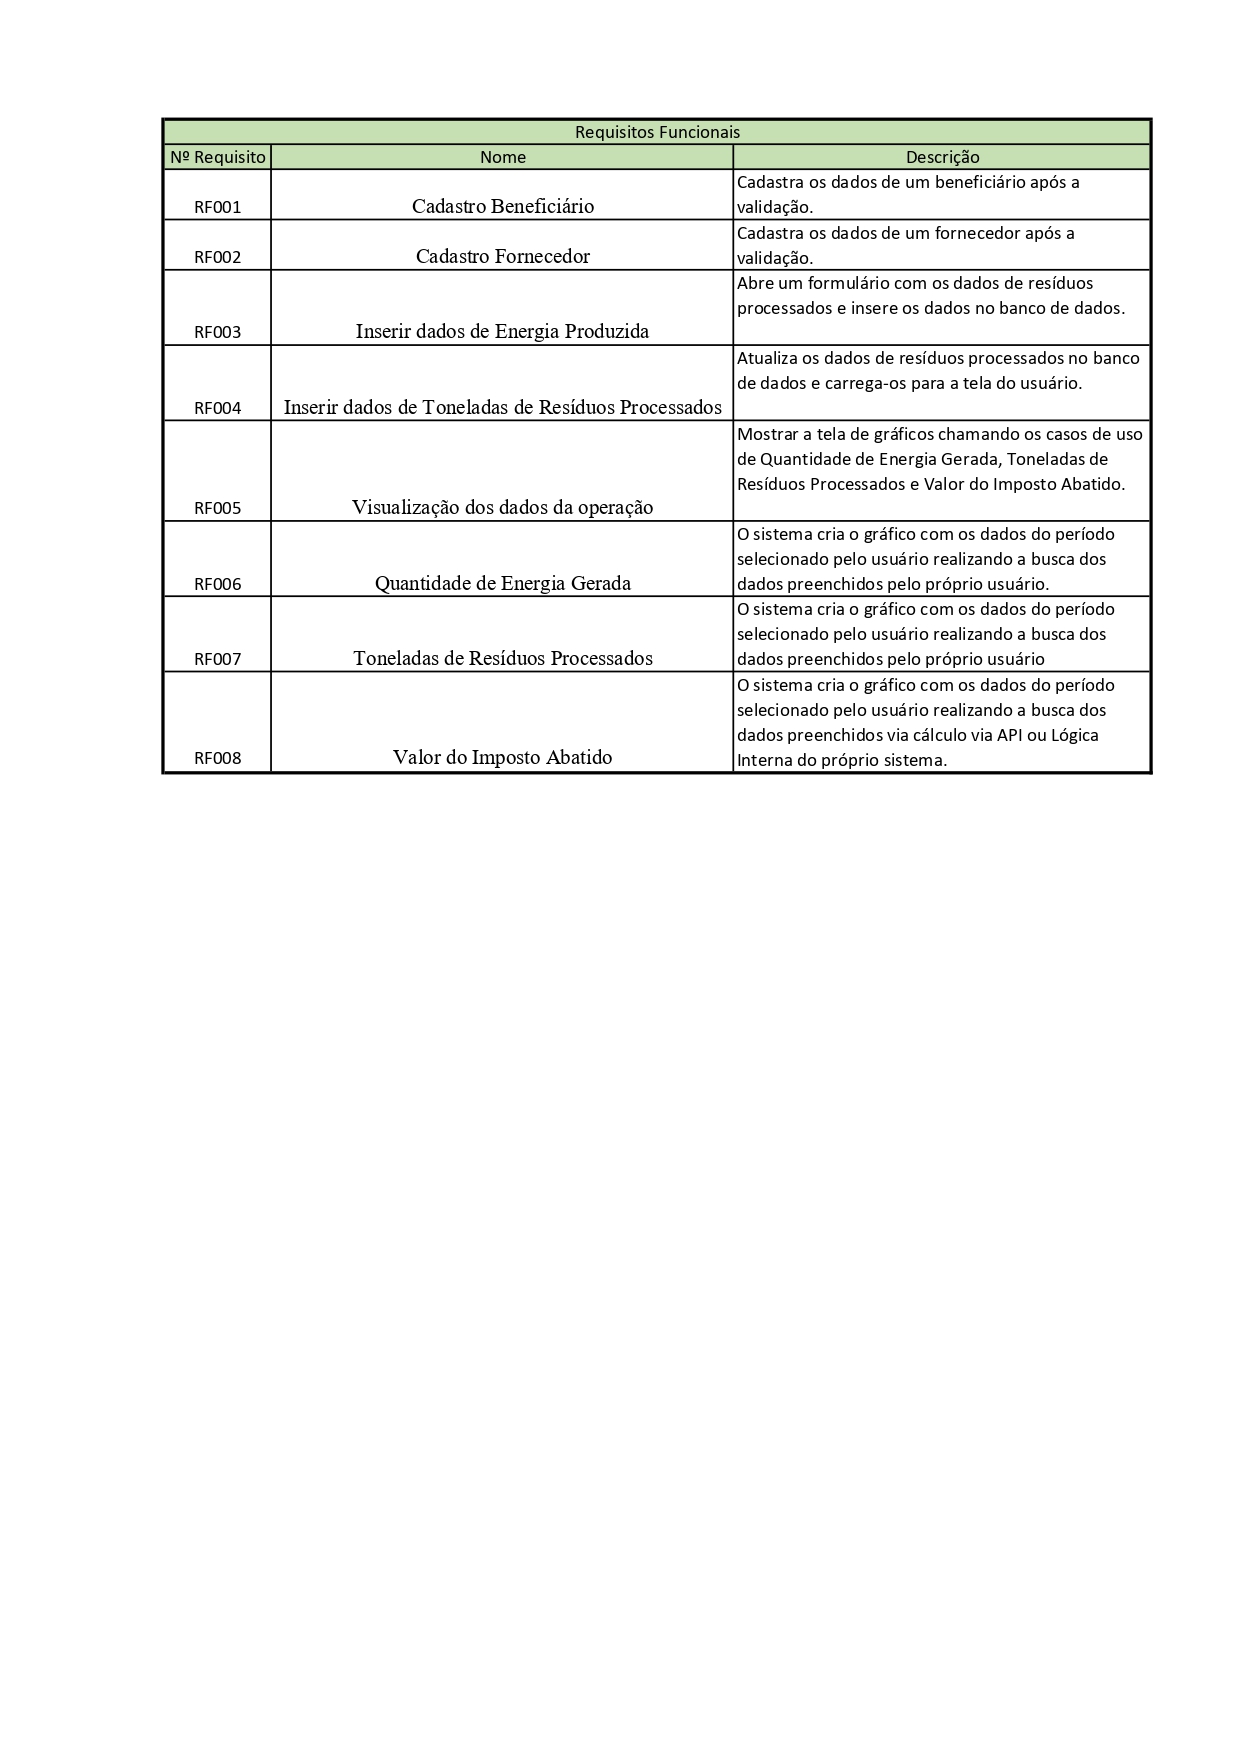 Requisitos Funcionais
Nº Requisito Nome Descrição
RF001 Cadastro Beneficiário Cadastra os dados de um beneficiário após a
validação.
RF002 Cadastro Fornecedor Cadastra os dados de um fornecedor após a
validação.
RF003 Inserir dados de Energia Produzida Abre um formulário com os dados de resíduos
processados e insere os dados no banco de dados.
RF004 Inserir dados de Toneladas de Resíduos Processados Atualiza os dados de resíduos processados no banco
de dados e carrega-os para a tela do usuário.
RF005 Visualização dos dados da operação Mostrar a tela de gráficos chamando os casos de uso
de Quantidade de Energia Gerada, Toneladas de
Resíduos Processados e Valor do Imposto Abatido.
RF006 Quantidade de Energia Gerada O sistema cria o gráfico com os dados do período
selecionado pelo usuário realizando a busca dos
dados preenchidos pelo próprio usuário.
RF007 Toneladas de Resíduos Processados O sistema cria o gráfico com os dados do período
selecionado pelo usuário realizando a busca dos
dados preenchidos pelo próprio usuário
RF008 Valor do Imposto Abatido O sistema cria o gráfico com os dados do período
selecionado pelo usuário realizando a busca dos
dados preenchidos via cálculo via API ou Lógica
Interna do próprio sistema.